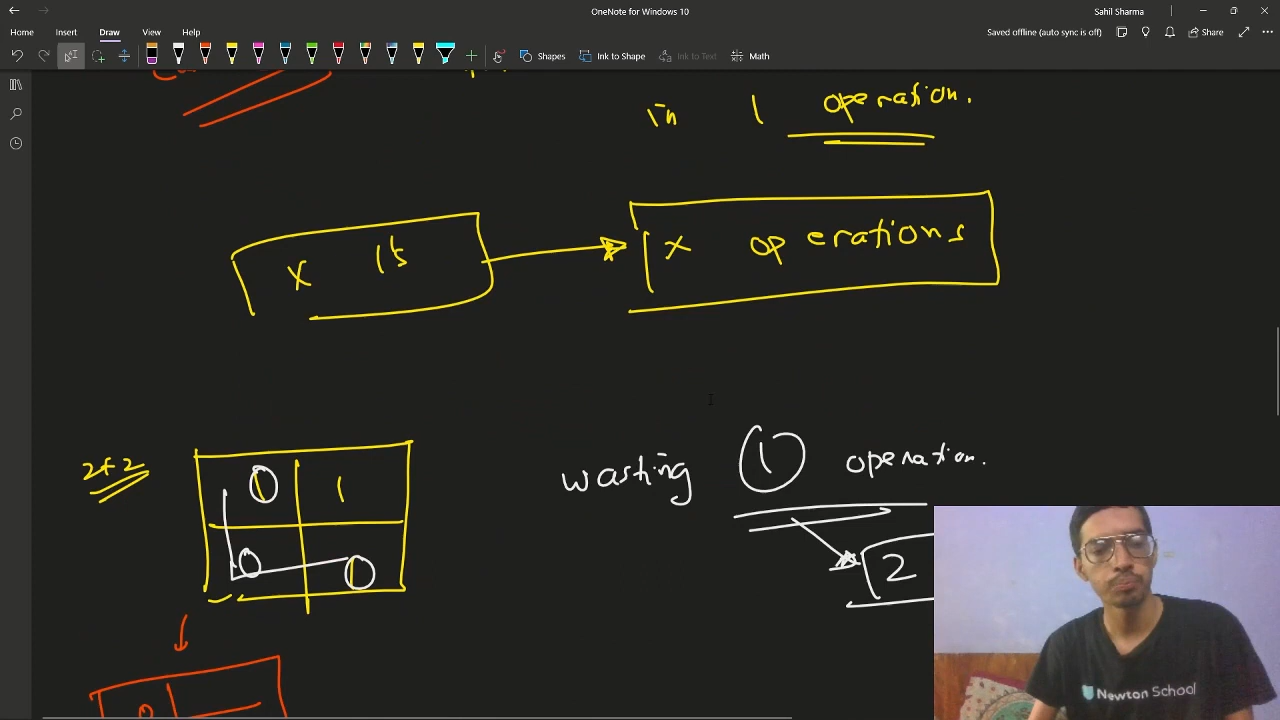 OneNote for Windows 10
Sahil Sharma
Home Insert Draw View Help
Saved offline (auto sync is off)
Share
Shapes Ink to Shape Ink to Text Math
in 1 operation.
x 1s
x operations
2*2
0 1
0 0
wasting 1 operation.
2
0
Newton School